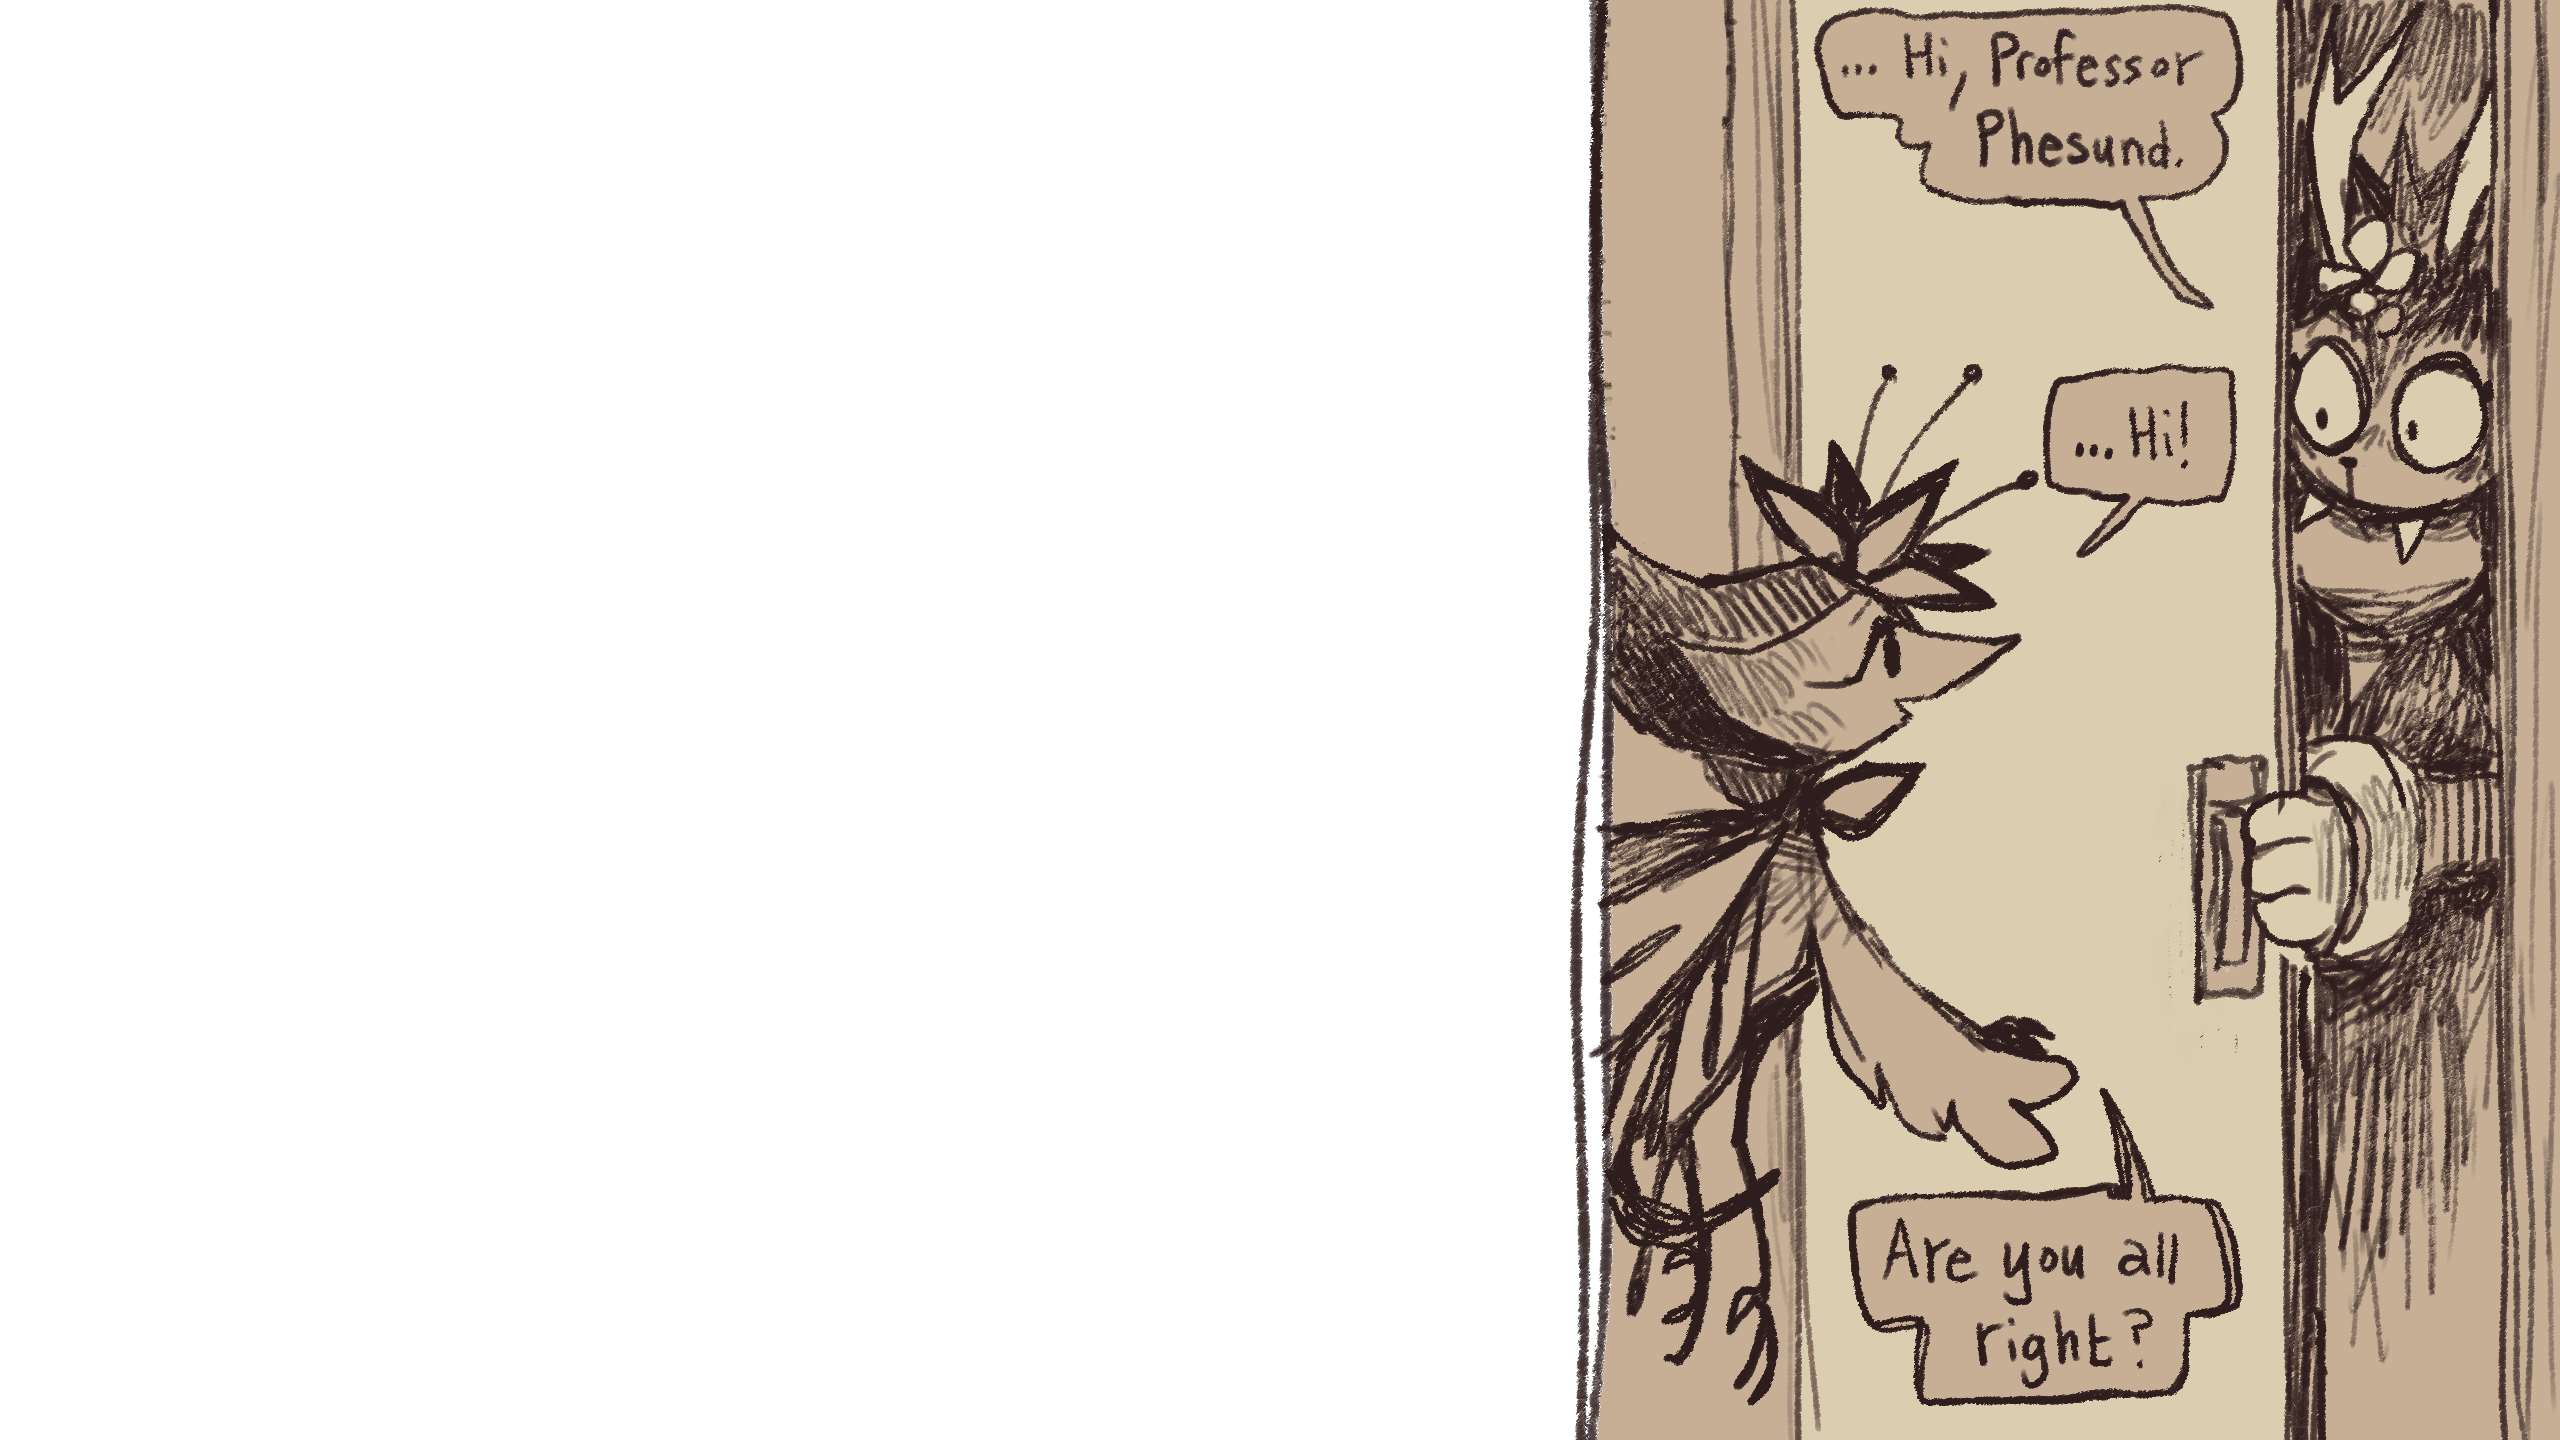 ... Hi, Professor
Phesund.
... Hi!
Are you all
right?